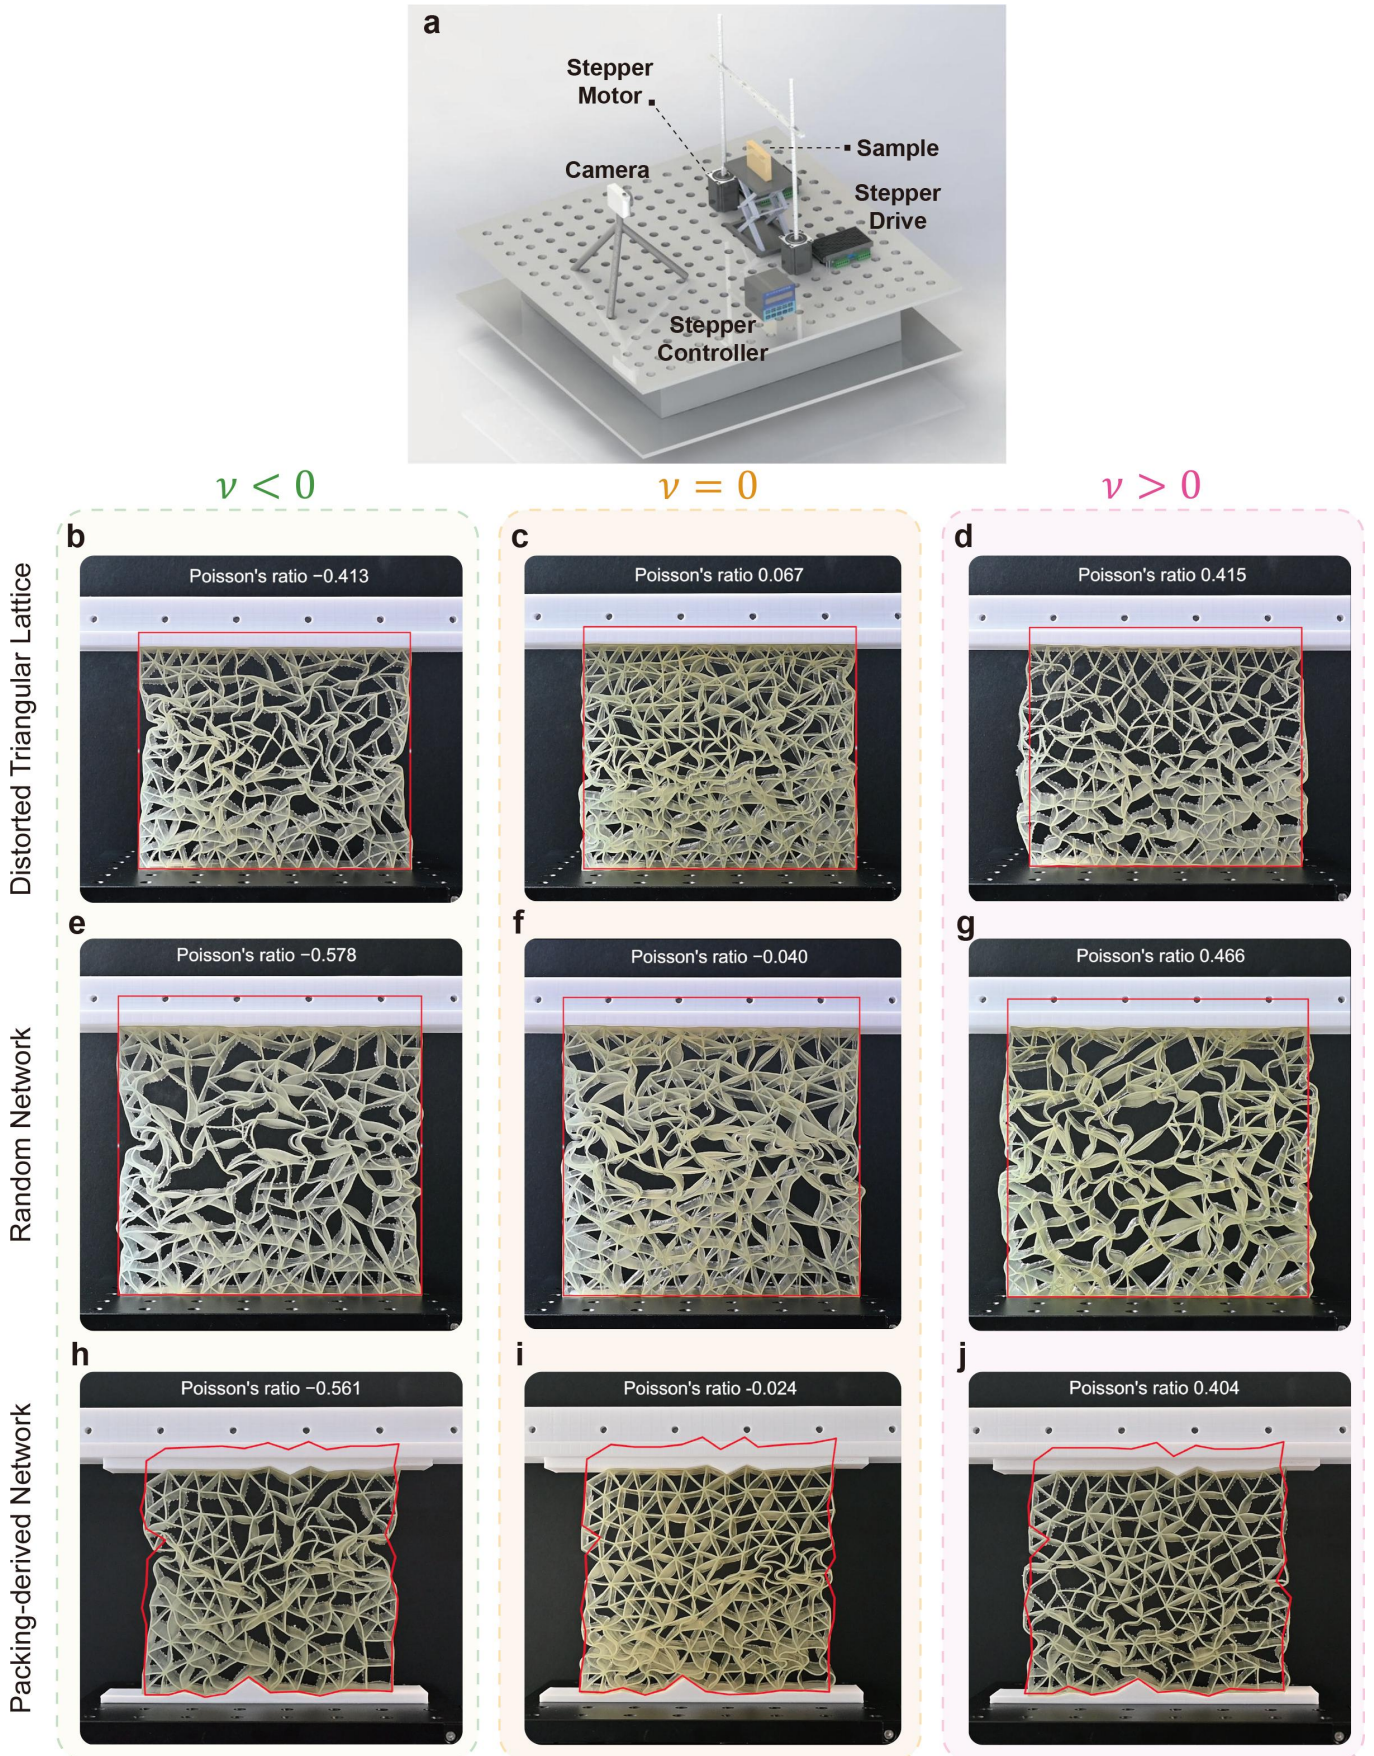 a
Stepper
Motor
Camera
Sample
Stepper
Drive
Stepper
Controller
ν < 0
ν = 0
ν > 0
Distorted Triangular Lattice
b
Poisson's ratio −0.413
c
Poisson's ratio 0.067
d
Poisson's ratio 0.415
Random Network
e
Poisson's ratio −0.578
f
Poisson's ratio −0.040
g
Poisson's ratio 0.466
Packing-derived Network
h
Poisson's ratio −0.561
i
Poisson's ratio -0.024
j
Poisson's ratio 0.404